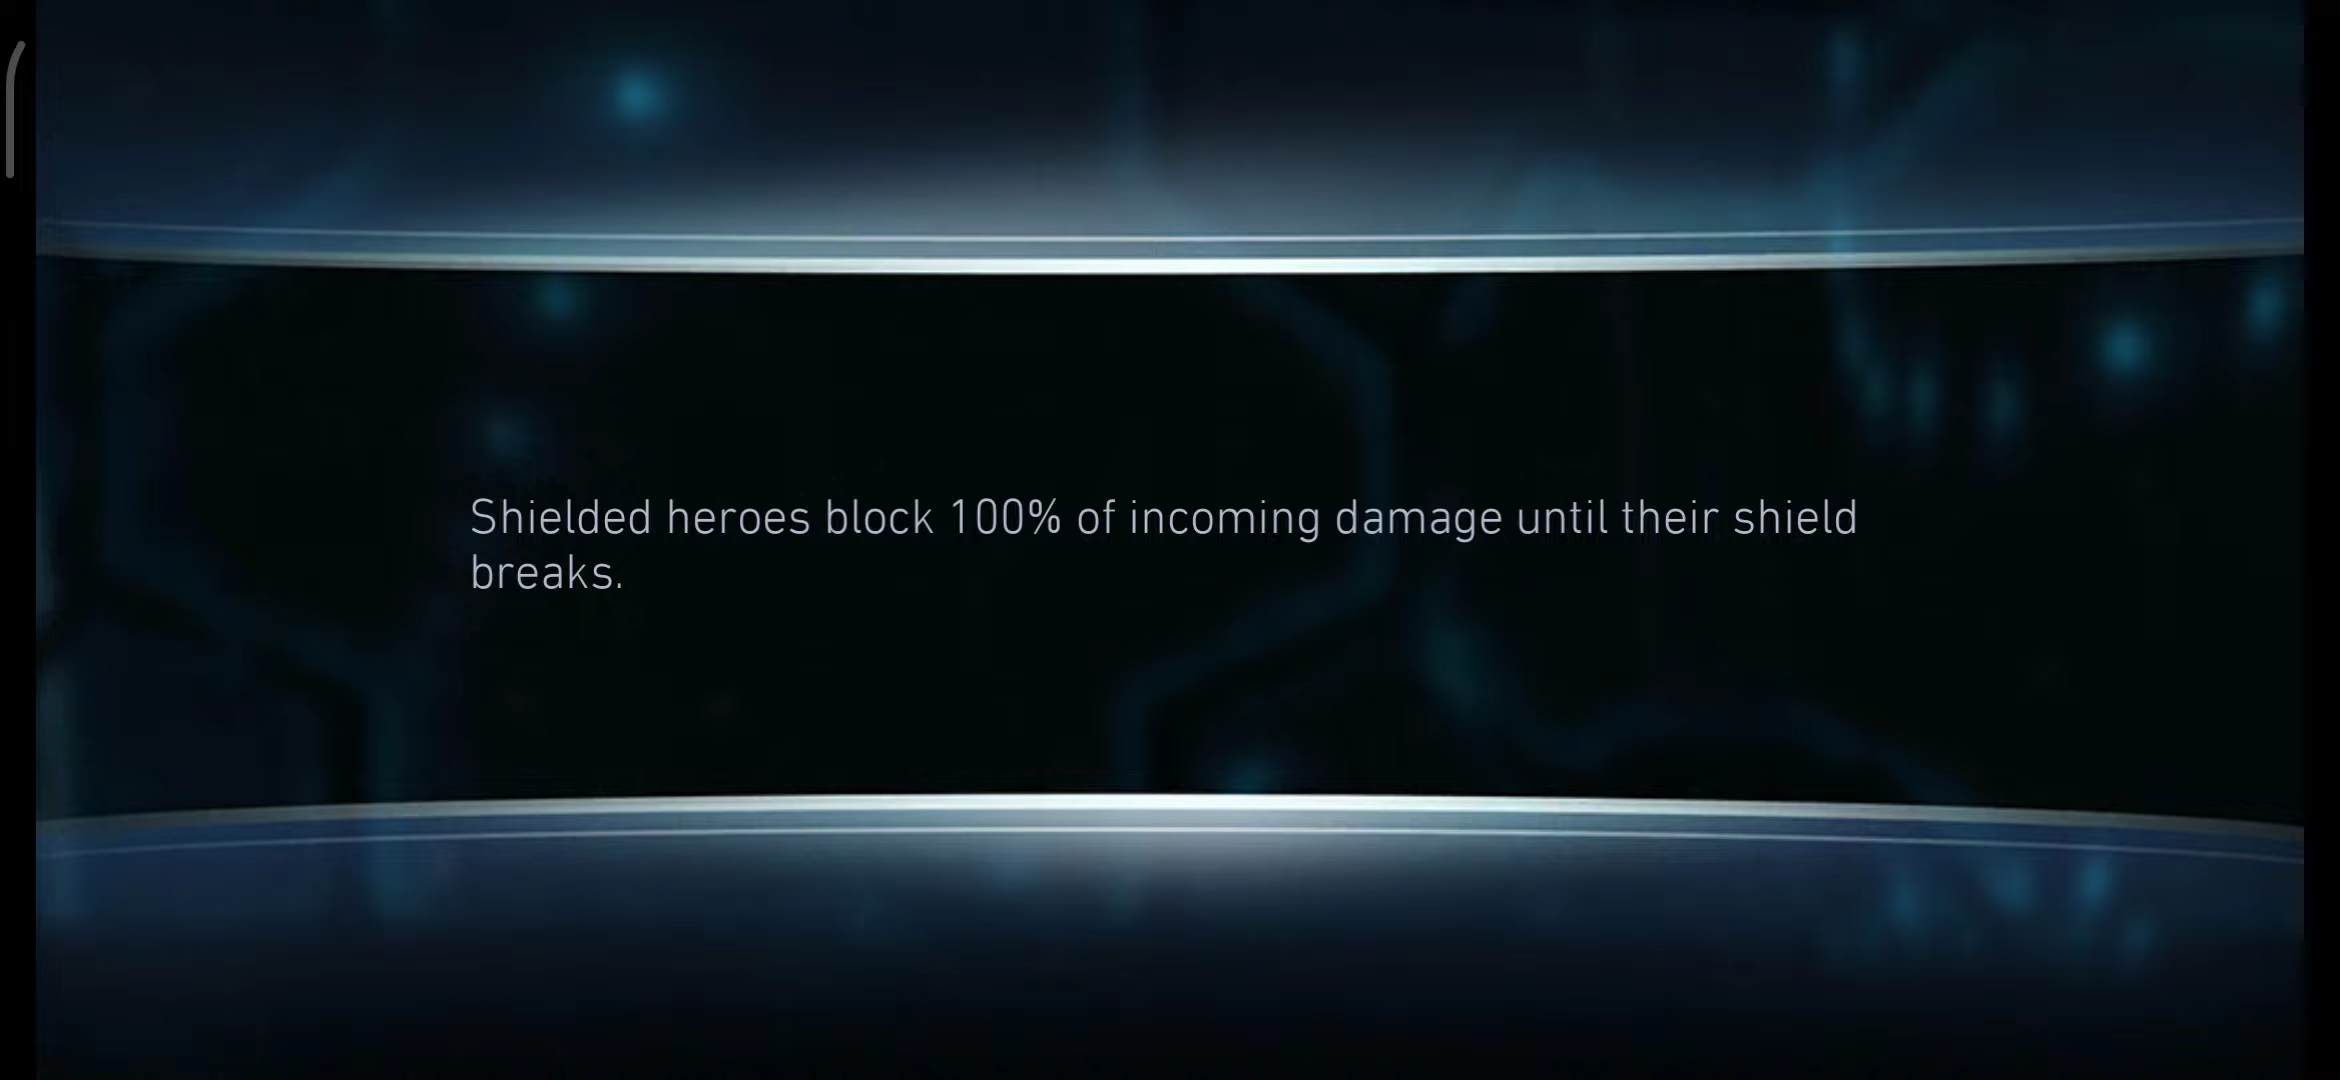 Shielded heroes block 100% of incoming damage until their shield
breaks.